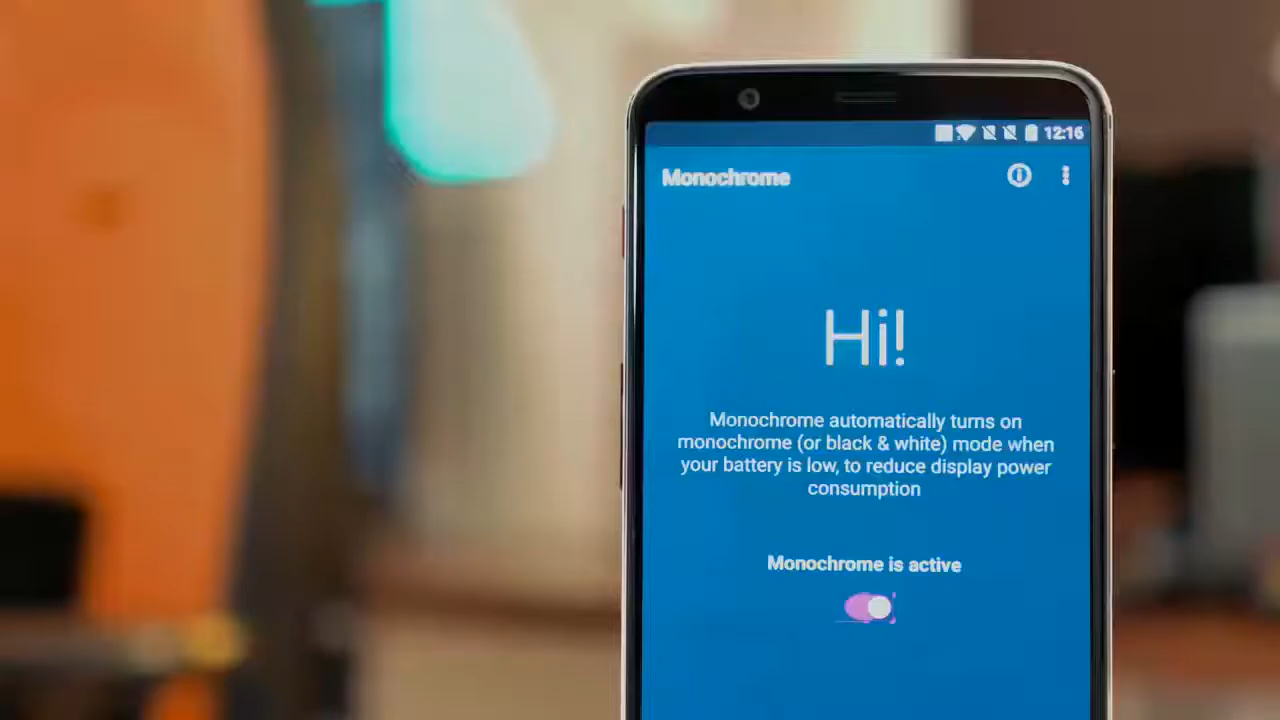 12:16
Monochrome
Hi!
Monochrome automatically turns on
monochrome (or black & white) mode when
your battery is low, to reduce display power
consumption
Monochrome is active